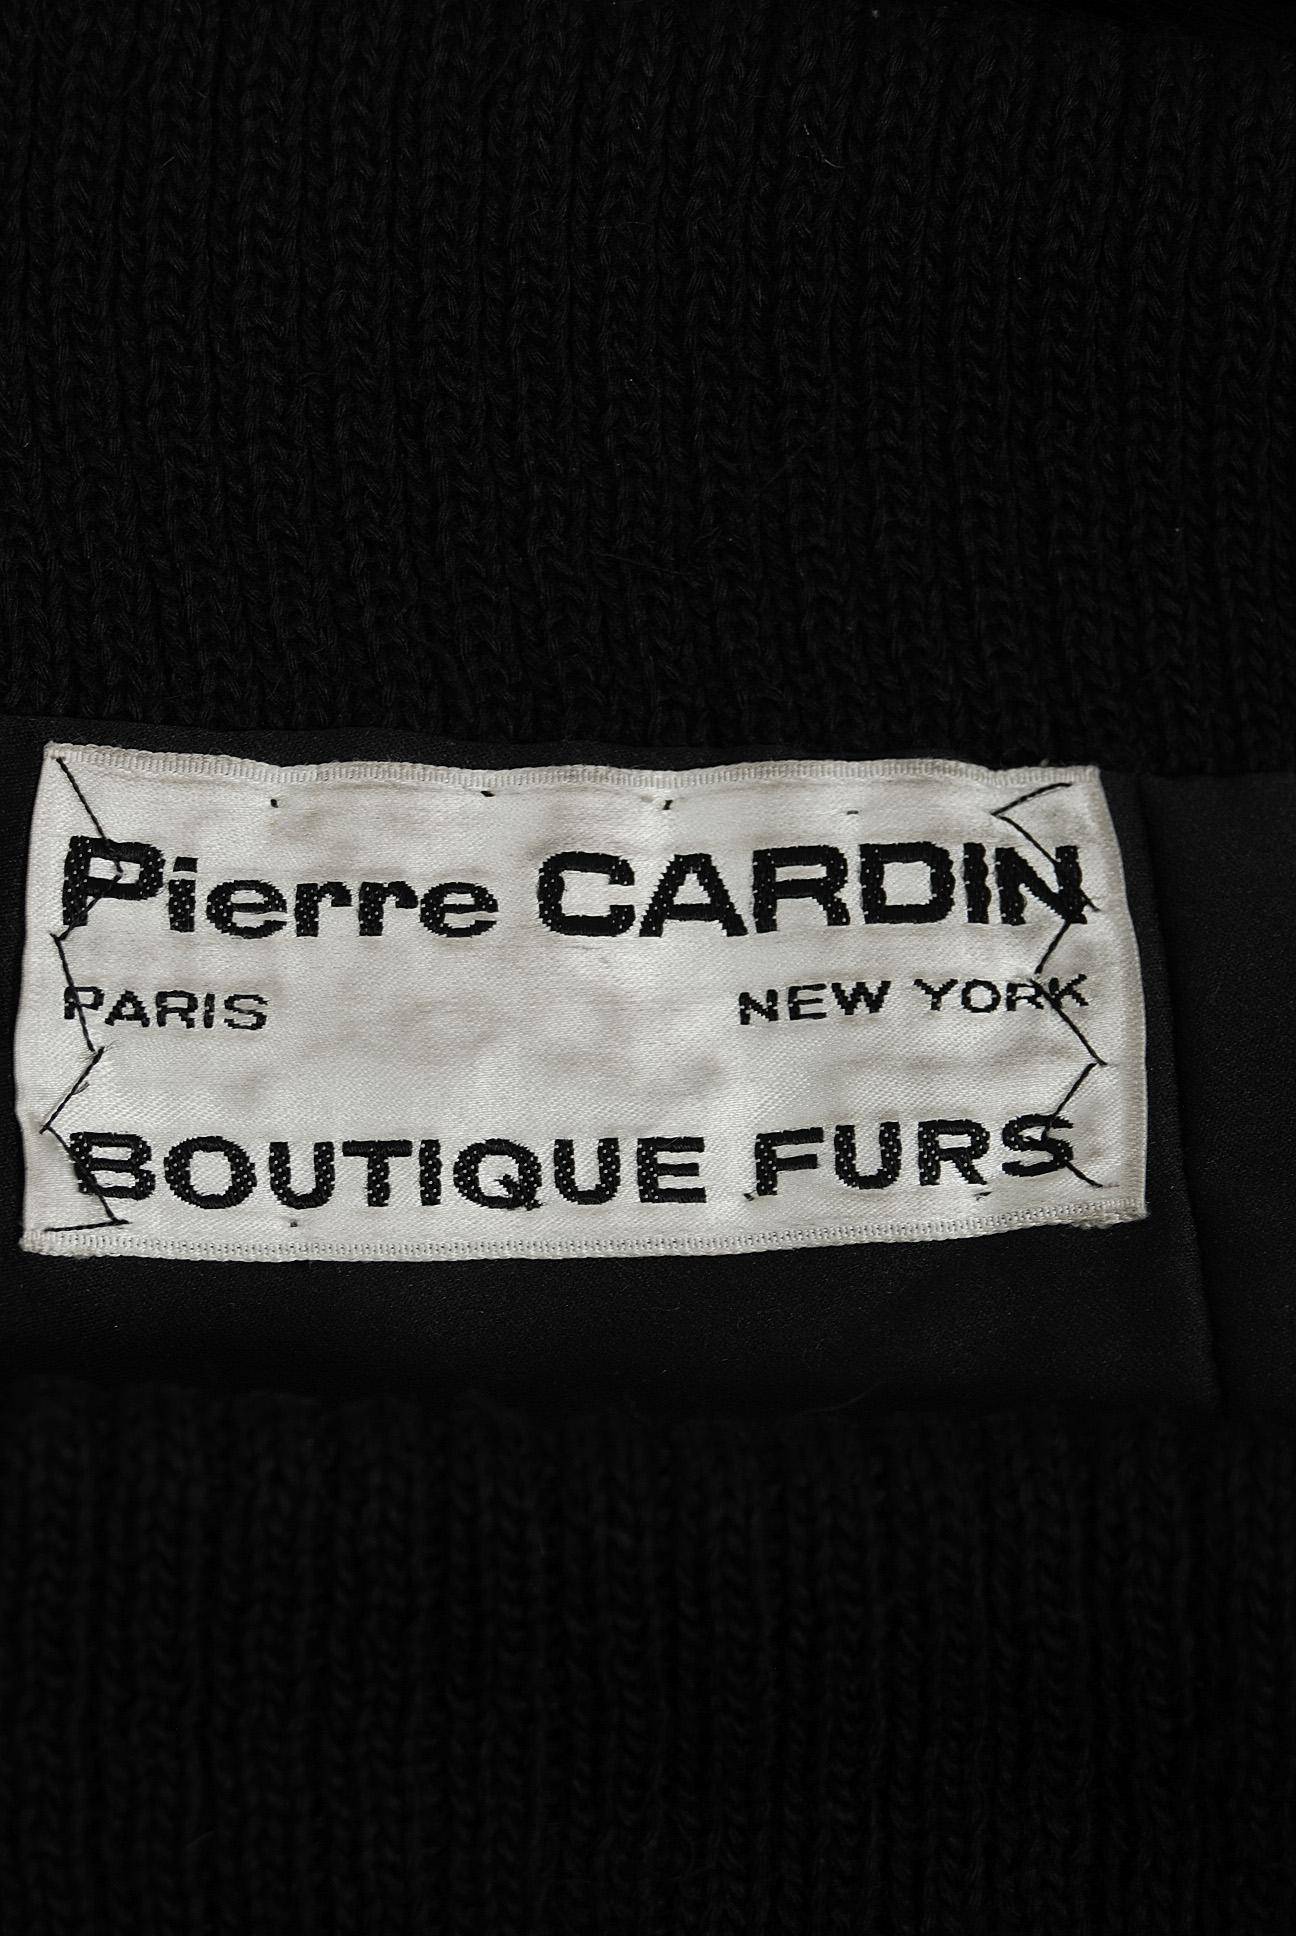 Pierre CARDIN
PARIS NEW YORK
BOUTIQUE FURS